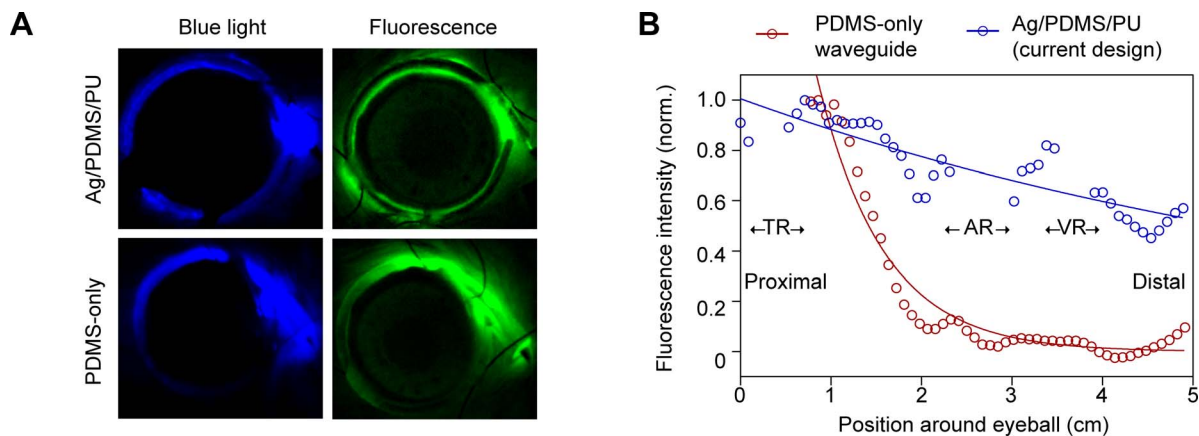 A
Blue light
Fluorescence
Ag/PDMS/PU
PDMS-only
B
PDMS-only
waveguide
Ag/PDMS/PU
(current design)
Fluorescence intensity (norm.)
1.0
0.8
0.6
0.4
0.2
0
←TR→
←AR→
←VR→
Proximal
Distal
0
1
2
3
4
5
Position around eyeball (cm)